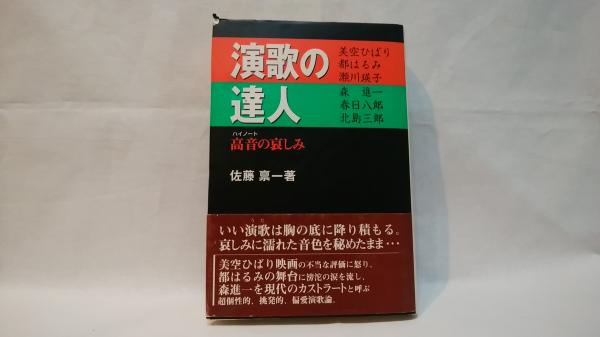 演歌の
達人
ハイノート
高音の哀しみ
佐藤 禀一著
美空ひばり
都はるみ
瀬川瑛子
森 進一
春日八郎
北島三郎
うた
いい演歌は胸の底に降り積もる。
哀しみに濡れた音色を秘めたまま…
美空ひばり映画の不当な評価に怒り、
都はるみの舞台に滂沱の涙を流し、
森進一を現代のカストラートと呼ぶ
超個性的、挑発的、偏愛演歌論。